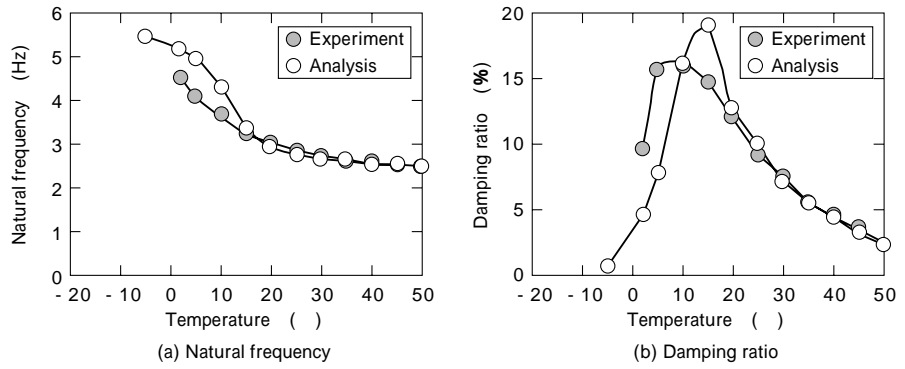 6
5
4
3
2
1
0
Natural frequency (Hz)
Experiment
Analysis
- 20 - 10 0 10 20 30 40 50
Temperature ( )
(a) Natural frequency
20
15
10
5
0
Damping ratio (%)
Experiment
Analysis
- 20 - 10 0 10 20 30 40 50
Temperature ( )
(b) Damping ratio